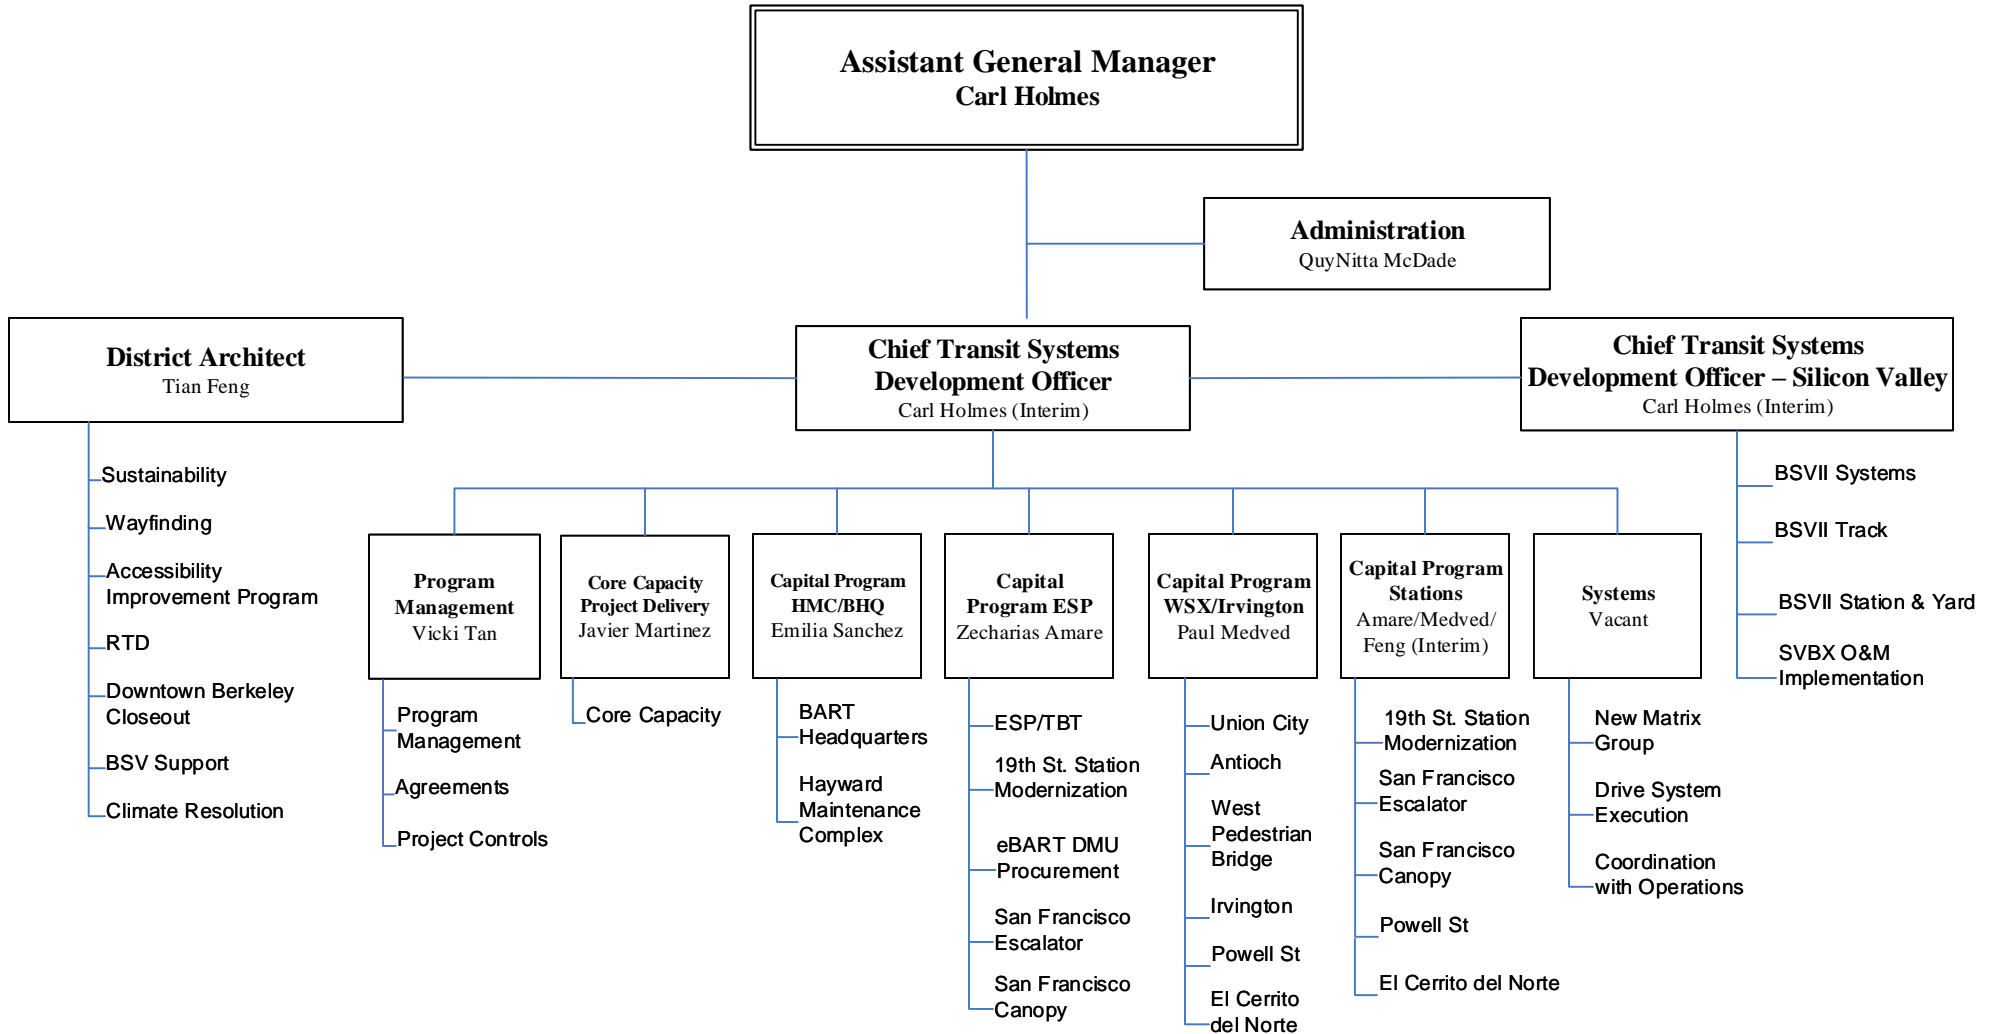 Assistant General Manager
Carl Holmes
Administration
QuyNitta McDade
District Architect
Tian Feng
Chief Transit Systems
Development Officer
Carl Holmes (Interim)
Chief Transit Systems
Development Officer – Silicon Valley
Carl Holmes (Interim)
Sustainability
Wayfinding
Accessibility
Improvement Program
RTD
Downtown Berkeley
Closeout
BSV Support
Climate Resolution
Program
Management
Vicki Tan
Program
Management
Agreements
Project Controls
Core Capacity
Project Delivery
Javier Martinez
Core Capacity
Capital Program
HMC/BHQ
Emilia Sanchez
BART
Headquarters
Hayward
Maintenance
Complex
Capital
Program ESP
Zecharias Amare
ESP/TBT
19th St. Station
Modernization
eBART DMU
Procurement
San Francisco
Escalator
San Francisco
Canopy
Capital Program
WSX/Irvington
Paul Medved
Union City
Antioch
West
Pedestrian
Bridge
Irvington
Powell St
El Cerrito
del Norte
Capital Program
Stations
Amare/Medved/
Feng (Interim)
19th St. Station
Modernization
San Francisco
Escalator
San Francisco
Canopy
Powell St
El Cerrito del Norte
Systems
Vacant
New Matrix
Group
Drive System
Execution
Coordination
with Operations
BSVII Systems
BSVII Track
BSVII Station & Yard
SVBX O&M
Implementation